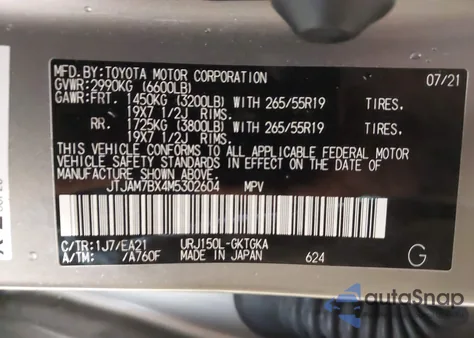 MFD.BY:TOYOTA MOTOR CORPORATION 07/21
GVWR:2990KG (6600LB)
GAWR:FRT. 1450KG (3200LB) WITH 265/55R19 TIRES.
19X7 1/2J RIMS.
RR. 1725KG (3800LB) WITH 265/55R19 TIRES.
19X7 1/2J RIMS.
THIS VEHICLE CONFORMS TO ALL APPLICABLE FEDERAL MOTOR
VEHICLE SAFETY STANDARDS IN EFFECT ON THE DATE OF
MANUFACTURE SHOWN ABOVE.
JTJAM7BX4M5302604 MPV
C/TR:1J7/EA21 URJ150L-GKTGKA
A/TM: /A760F MADE IN JAPAN 624 G
autoSnap